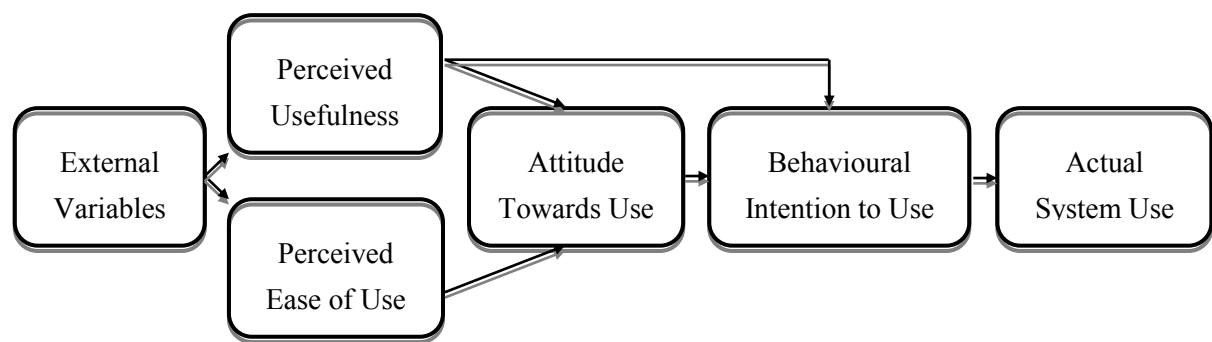 Perceived
Usefulness
External
Variables
Perceived
Ease of Use
Attitude
Towards Use
Behavioural
Intention to Use
Actual
System Use